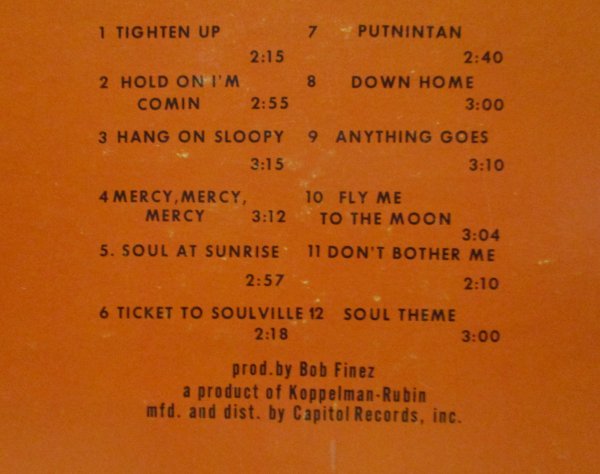 1 TIGHTEN UP
2:15
2 HOLD ON I'M
COMIN 2:55
3 HANG ON SLOOPY
3:15
4 MERCY, MERCY,
MERCY 3:12
5. SOUL AT SUNRISE
2:57
6 TICKET TO SOULVILLE
2:18
7 PUTNINTAN
2:40
8 DOWN HOME
3:00
9 ANYTHING GOES
3:10
10 FLY ME
TO THE MOON
3:04
11 DON'T BOTHER ME
2:10
12 SOUL THEME
3:00
prod.by Bob Finez
a product of Koppelman-Rubin
mfd. and dist. by Capitol Records, inc.